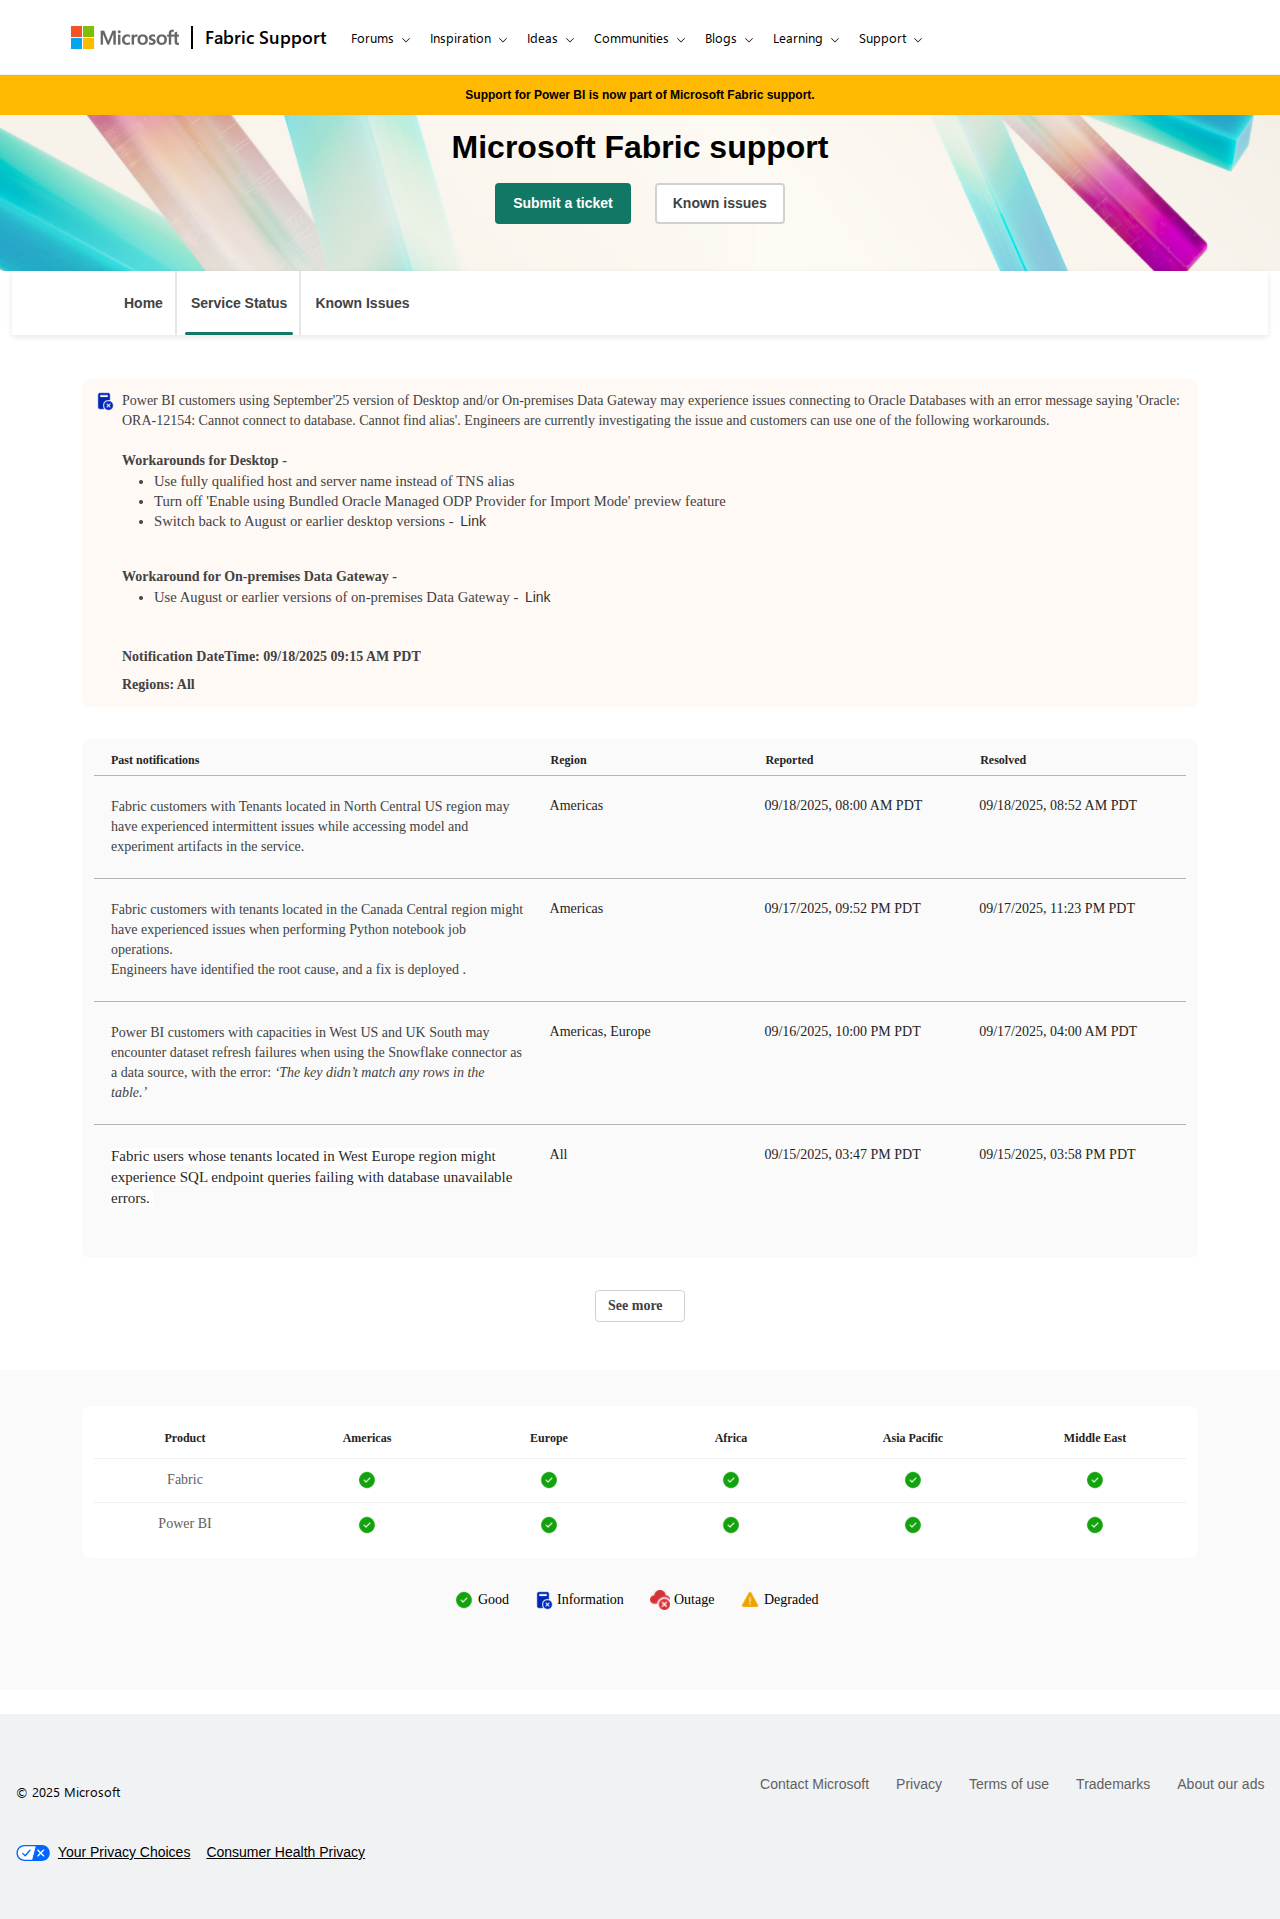 Microsoft Fabric Support Forums Inspiration Ideas Communities Blogs Learning Support
Support for Power BI is now part of Microsoft Fabric support.
Microsoft Fabric support
Submit a ticket Known issues
Home Service Status Known Issues
Power BI customers using September'25 version of Desktop and/or On-premises Data Gateway may experience issues connecting to Oracle Databases with an error message saying 'Oracle:
ORA-12154: Cannot connect to database. Cannot find alias'. Engineers are currently investigating the issue and customers can use one of the following workarounds.
Workarounds for Desktop -
• Use fully qualified host and server name instead of TNS alias
• Turn off 'Enable using Bundled Oracle Managed ODP Provider for Import Mode' preview feature
• Switch back to August or earlier desktop versions - Link
Workaround for On-premises Data Gateway -
• Use August or earlier versions of on-premises Data Gateway - Link
Notification DateTime: 09/18/2025 09:15 AM PDT
Regions: All
Past notifications Region Reported Resolved
Fabric customers with Tenants located in North Central US region may Americas 09/18/2025, 08:00 AM PDT 09/18/2025, 08:52 AM PDT
have experienced intermittent issues while accessing model and
experiment artifacts in the service.
Fabric customers with tenants located in the Canada Central region might Americas 09/17/2025, 09:52 PM PDT 09/17/2025, 11:23 PM PDT
have experienced issues when performing Python notebook job
operations.
Engineers have identified the root cause, and a fix is deployed .
Power BI customers with capacities in West US and UK South may Americas, Europe 09/16/2025, 10:00 PM PDT 09/17/2025, 04:00 AM PDT
encounter dataset refresh failures when using the Snowflake connector as
a data source, with the error: ‘The key didn’t match any rows in the
table.’
Fabric users whose tenants located in West Europe region might All 09/15/2025, 03:47 PM PDT 09/15/2025, 03:58 PM PDT
experience SQL endpoint queries failing with database unavailable
errors.
See more
Product Americas Europe Africa Asia Pacific Middle East
Fabric
Power BI
Good Information Outage Degraded
© 2025 Microsoft Contact Microsoft Privacy Terms of use Trademarks About our ads
Your Privacy Choices Consumer Health Privacy